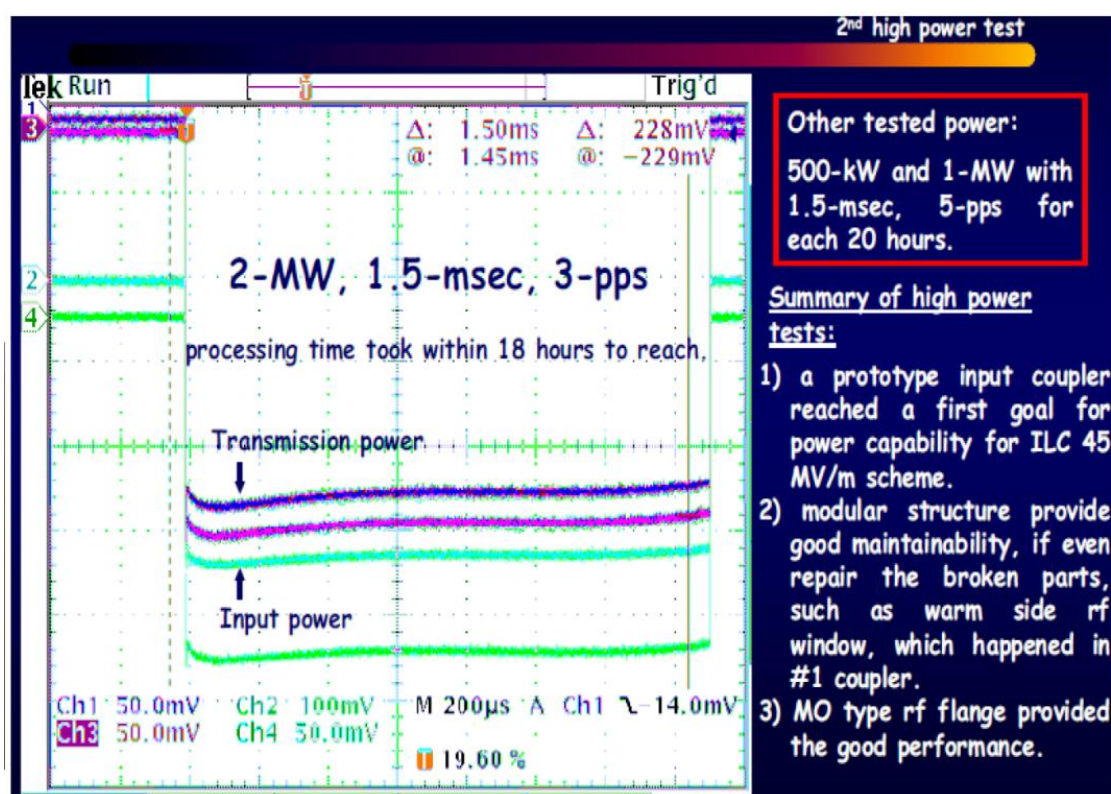 2nd high power test
Tek Run Trig'd
1
3
Δ: 1.50ms Δ: 228mV
@: 1.45ms @: −229mV
2
4
2-MW, 1.5-msec, 3-pps
processing time took within 18 hours to reach.
Transmission power
Input power
Ch1 50.0mV Ch2 100mV M 200µs A Ch1 -14.0mV
Ch3 50.0mV Ch4 50.0mV
19.60 %
Other tested power:
500-kW and 1-MW with
1.5-msec, 5-pps for
each 20 hours.
Summary of high power
tests:
1) a prototype input coupler
reached a first goal for
power capability for ILC 45
MV/m scheme.
2) modular structure provide
good maintainability, if even
repair the broken parts,
such as warm side rf
window, which happened in
#1 coupler.
3) MO type rf flange provided
the good performance.